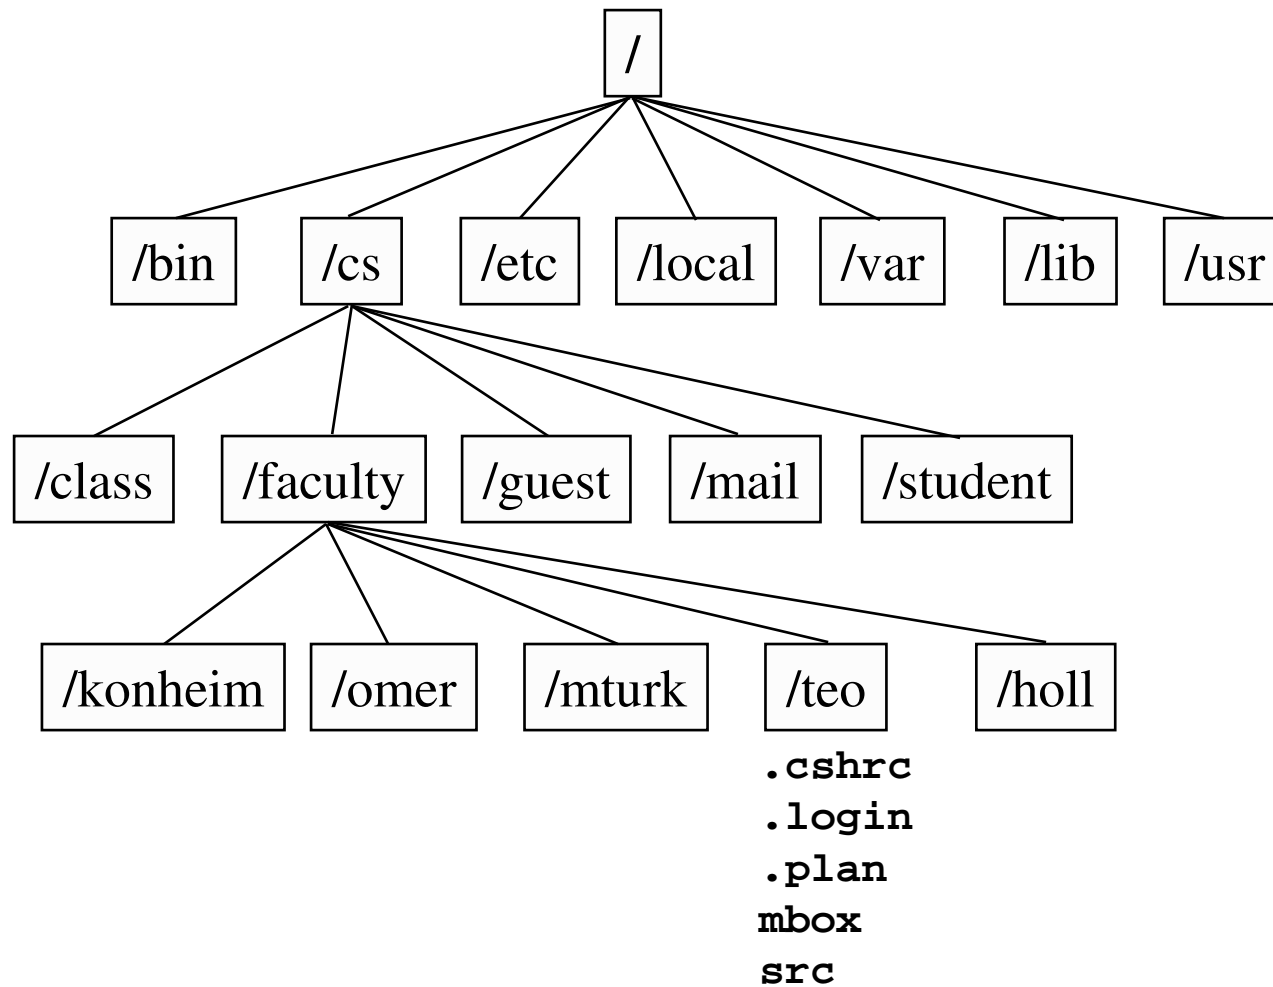 /
/bin /cs /etc /local /var /lib /usr
/class /faculty /guest /mail /student
/konheim /omer /mturk /teo /holl
.cshrc
.login
.plan
mbox
src